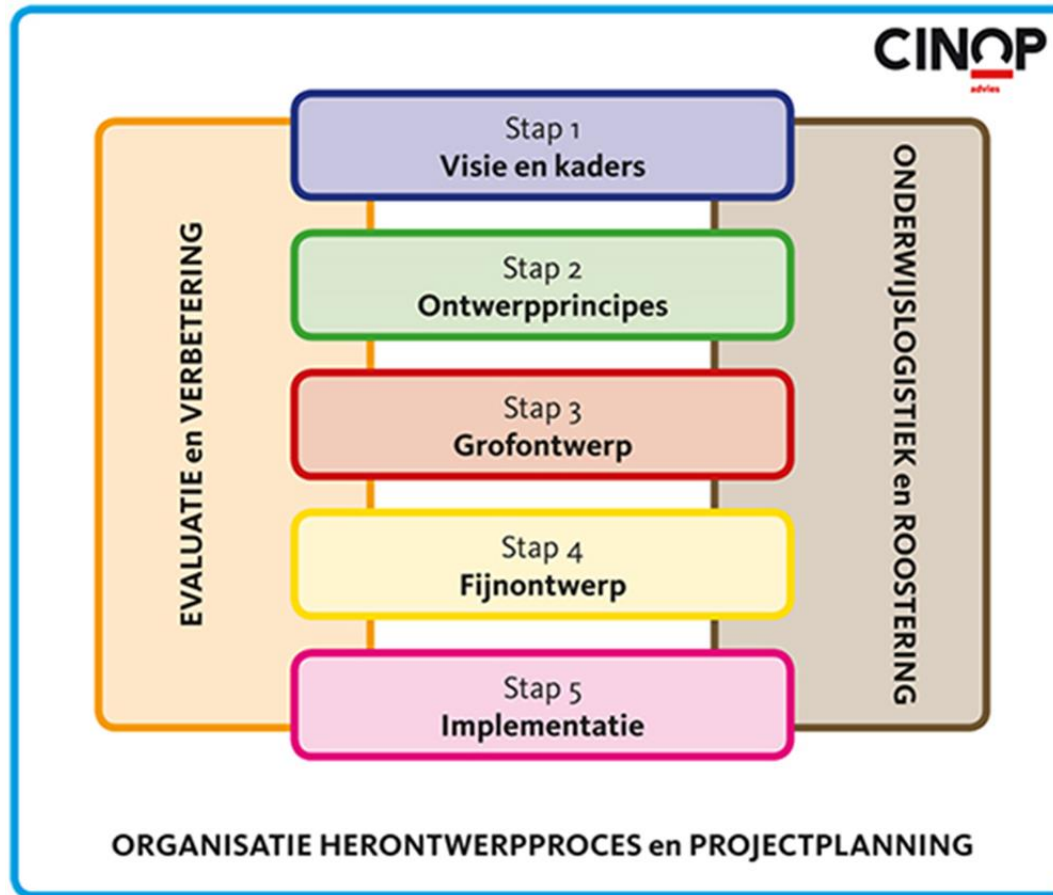 CINOP
advies
Stap 1
Visie en kaders
Stap 2
Ontwerpprincipes
Stap 3
Grofontwerp
Stap 4
Fijnontwerp
Stap 5
Implementatie
EVALUATIE en VERBETERING
ONDERWIJSLOGISTIEK en ROOSTERING
ORGANISATIE HERONTWERPPROCES en PROJECTPLANNING